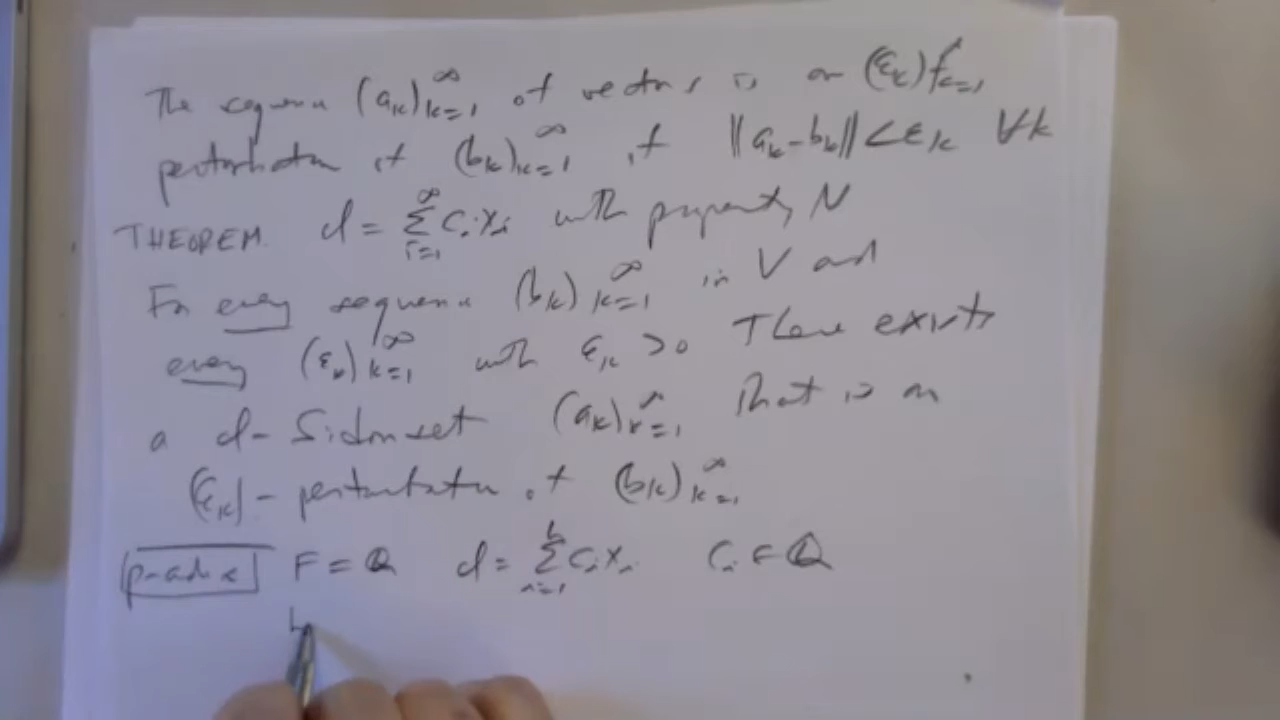 The sequence (a_k)_{k=1}^∞ of vectors is an (ε_k)_{k=1}^∞
perturbation of (b_k)_{k=1}^∞ if ||a_k - b_k|| < ε_k ∀k
THEOREM. φ = Σ_{i=1}^∞ c_i x_i with property N
For every sequence (b_k)_{k=1}^∞ in V and
every (ε_k)_{k=1}^∞ with ε_k > 0 There exists
a φ-Sidon set (a_k)_{k=1}^∞ that is an
(ε_k)-perturbation of (b_k)_{k=1}^∞
p-adic F = Q φ = Σ_{i=1}^h c_i x_i c_i ∈ Q